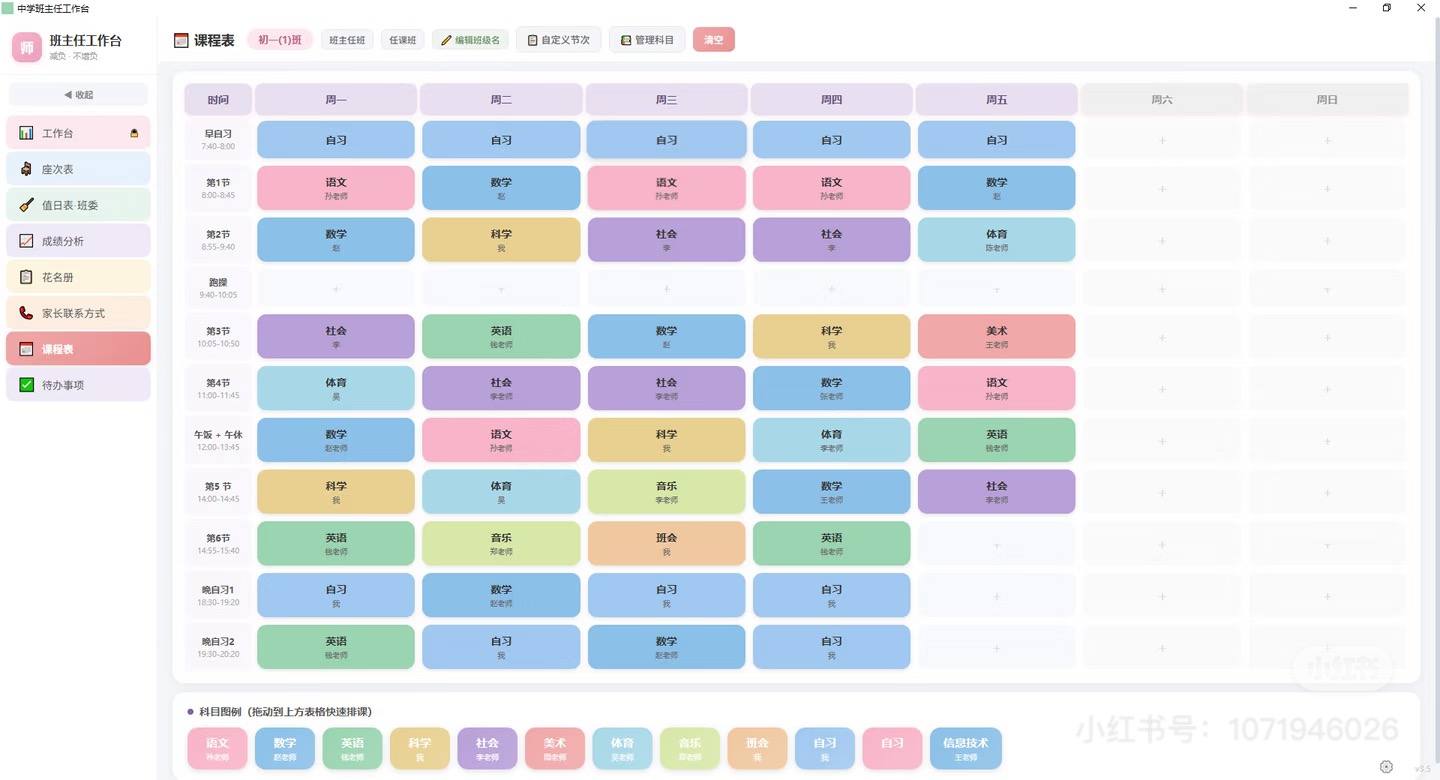 中学班主任工作台
师
班主任工作台
减负 · 不增负
◀ 收起
工作台
座次表
值日表·班委
成绩分析
花名册
家长联系方式
课程表
待办事项
课程表 初一(1)班 班主任班 任课班 编辑班级名 自定义节次 管理科目 清空
时间 周一 周二 周三 周四 周五 周六 周日
早自习 自习 自习 自习 自习 自习 + +
7:40-8:00
第1节 语文 数学 语文 语文 数学 + +
8:00-8:45 孙老师 赵 孙老师 孙老师 赵
第2节 数学 科学 社会 社会 体育 + +
8:55-9:40 赵 我 李 李 陈老师
跑操 + + + + + + +
9:40-10:05
第3节 社会 英语 数学 科学 美术 + +
10:05-10:50 李 钱老师 赵 我 王老师
第4节 体育 社会 社会 数学 语文 + +
11:00-11:45 吴 李老师 李老师 张老师 孙老师
午饭 + 午休 数学 语文 科学 体育 英语 + +
12:00-13:45 赵老师 孙老师 我 李老师 钱老师
第5 节 科学 体育 音乐 数学 社会 + +
14:00-14:45 我 吴 李老师 王老师 李老师
第6节 英语 音乐 班会 英语 + + +
14:55-15:40 钱老师 郑老师 我 钱老师
晚自习1 自习 数学 自习 自习 + + +
18:30-19:20 我 赵老师 我 我
晚自习2 英语 自习 数学 自习 + + +
19:30-20:20 钱老师 我 赵老师 我
小红书
科目图例（拖动到上方表格快速排课）
语文 数学 英语 科学 社会 美术 体育 音乐 班会 自习 自习 信息技术
孙老师 赵老师 钱老师 我 李老师 吴老师 我 我 王老师
小红书号：1071946026
v3.5